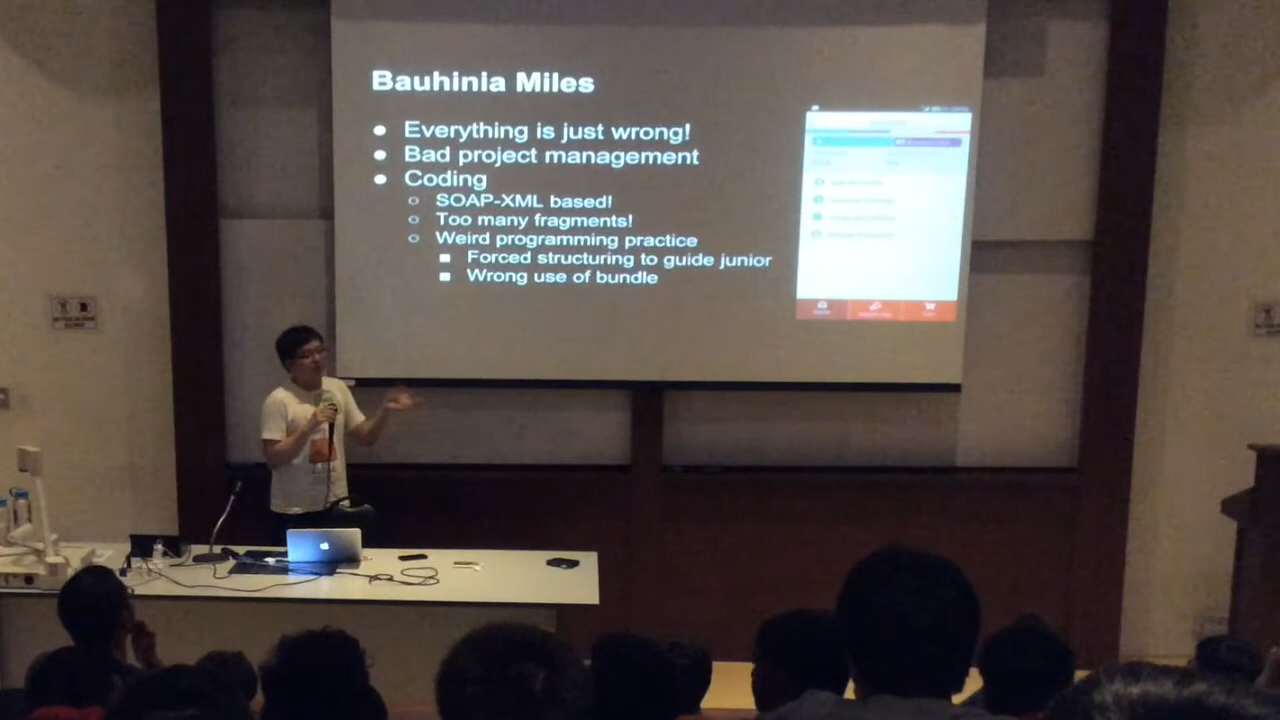 Bauhinia Miles
● Everything is just wrong!
● Bad project management
● Coding
○ SOAP-XML based!
○ Too many fragments!
○ Weird programming practice
■ Forced structuring to guide junior
■ Wrong use of bundle